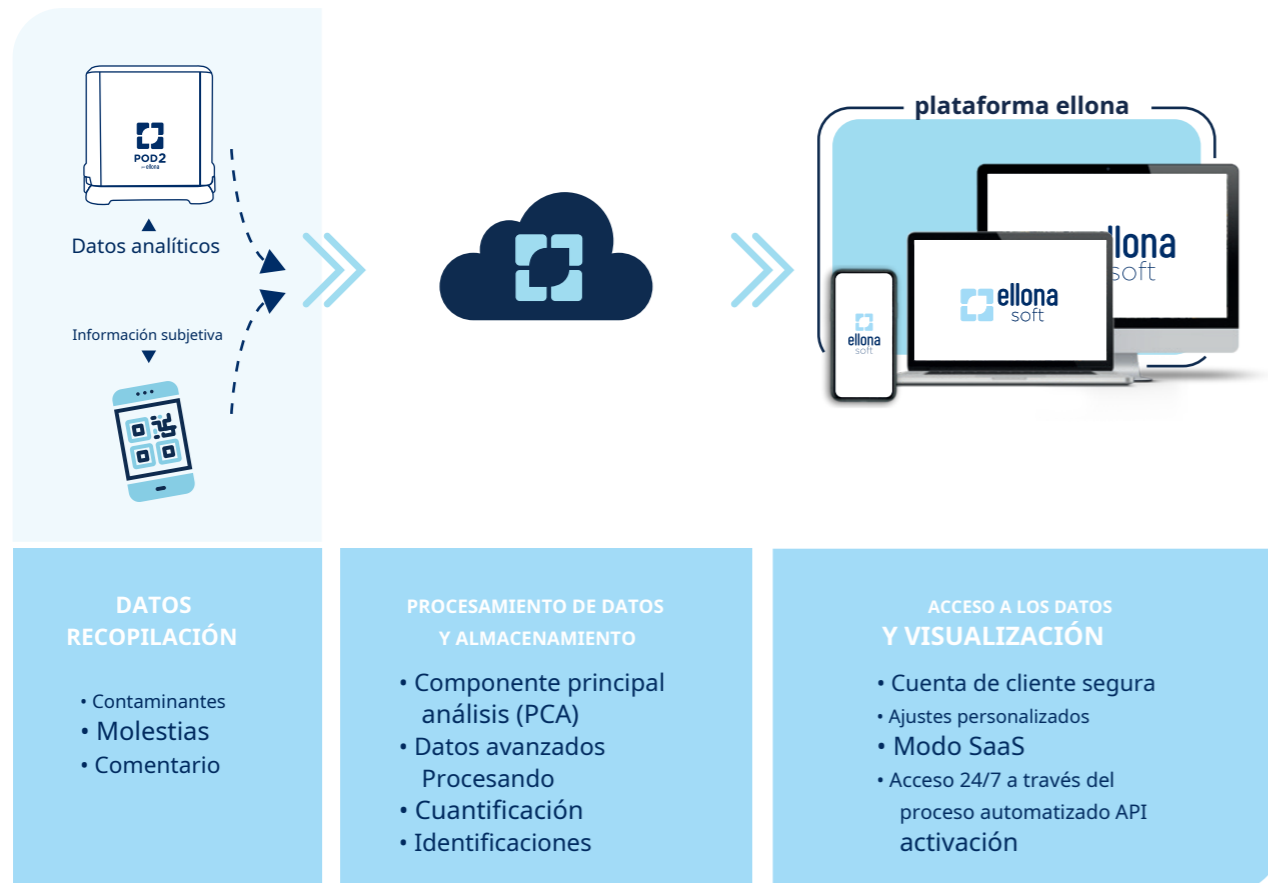 POD2
by ellona
Datos analíticos
Información subjetiva
plataforma ellona
llona
soft
ellona
soft
ellona
soft
DATOS
RECOPILACIÓN
• Contaminantes
• Molestias
• Comentario
PROCESAMIENTO DE DATOS
Y ALMACENAMIENTO
• Componente principal
análisis (PCA)
• Datos avanzados
Procesando
• Cuantificación
• Identificaciones
ACCESO A LOS DATOS
Y VISUALIZACIÓN
• Cuenta de cliente segura
• Ajustes personalizados
• Modo SaaS
• Acceso 24/7 a través del
proceso automatizado API
activación